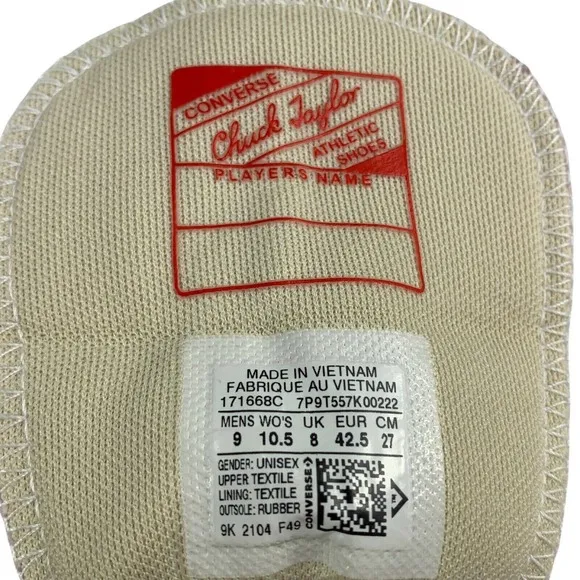 CONVERSE
Chuck Taylor
ATHLETIC
SHOES
PLAYERS NAME
MADE IN VIETNAM
FABRIQUE AU VIETNAM
171668C 7P9T557K00222
MENS WO'S UK EUR CM
9 10.5 8 42.5 27
GENDER: UNISEX
UPPER TEXTILE
LINING: TEXTILE
OUTSOLE: RUBBER
9K 2104 F49
CONVERSE